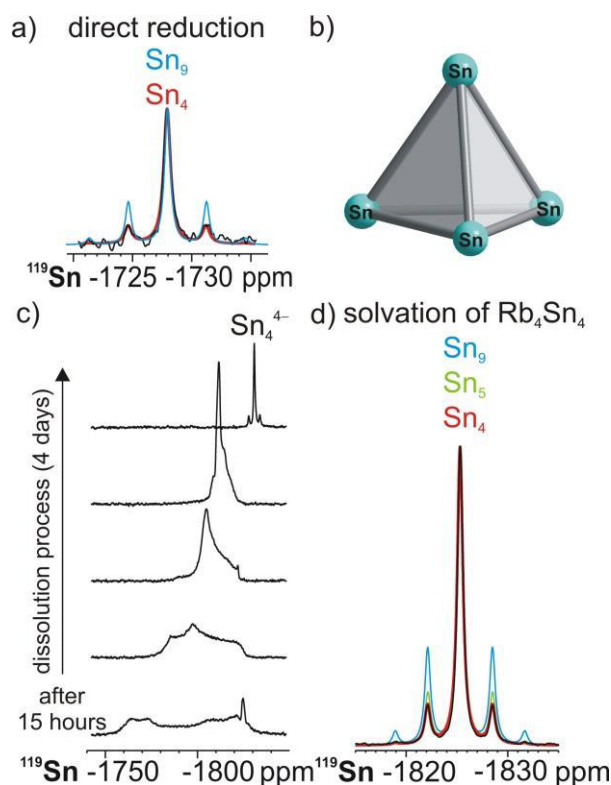 a) direct reduction
Sn₉
Sn₄
¹¹⁹Sn -1725 -1730 ppm
b)
Sn
Sn
Sn
Sn
c)
Sn₄⁴⁻
dissolution process (4 days)
after
15 hours
¹¹⁹Sn -1750 -1800 ppm
d) solvation of Rb₄Sn₄
Sn₉
Sn₅
Sn₄
¹¹⁹Sn -1820 -1830 ppm